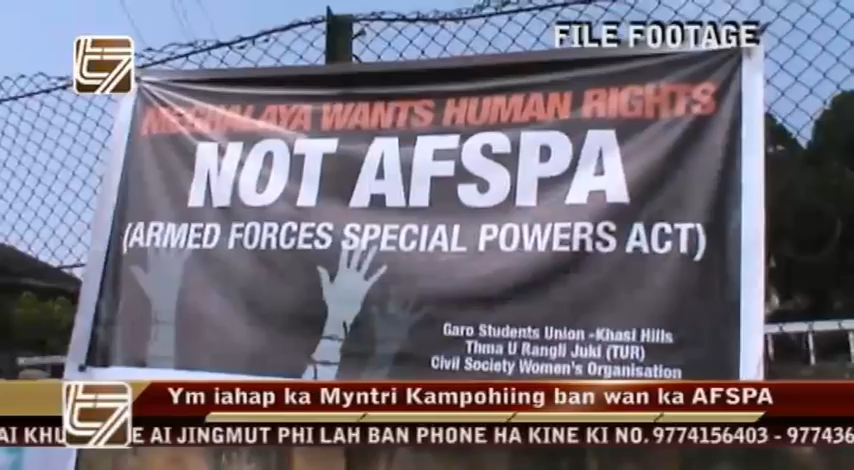 FILE FOOTAGE
MEGHALAYA WANTS HUMAN RIGHTS
NOT AFSPA
(ARMED FORCES SPECIAL POWERS ACT)
GARO STUDENTS UNION -KHASI HILLS
THMA U RANGLI JUKI (TUR)
CIVIL SOCIETY WOMEN'S ORGANISATION
Ym iahap ka Myntri Kampohiing ban wan ka AFSPA
E AI JINGMUT PHI LAH BAN PHONE HA KINE KI NO. 9774156403 -